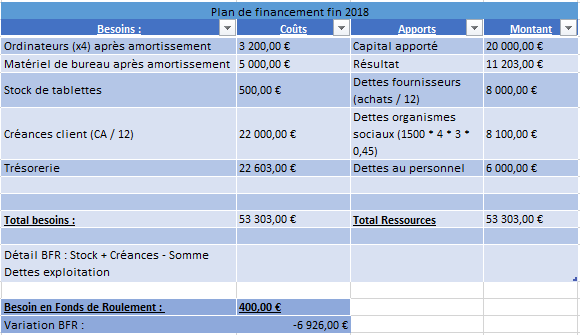 Plan de financement fin 2018
Besoins : Coûts Apports Montant
Ordinateurs (x4) après amortissement 3 200,00 € Capital apporté 20 000,00 €
Matériel de bureau après amortissement 5 000,00 € Résultat 11 203,00 €
Stock de tablettes 500,00 € Dettes fournisseurs
(achats / 12) 8 000,00 €
Créances client (CA / 12) 22 000,00 € Dettes organismes
sociaux (1500 * 4 * 3 *
0,45) 8 100,00 €
Trésorerie 22 603,00 € Dettes au personnel 6 000,00 €
Total besoins : 53 303,00 € Total Ressources 53 303,00 €
Détail BFR : Stock + Créances - Somme
Dettes exploitation
Besoin en Fonds de Roulement : 400,00 €
Variation BFR : -6 926,00 €